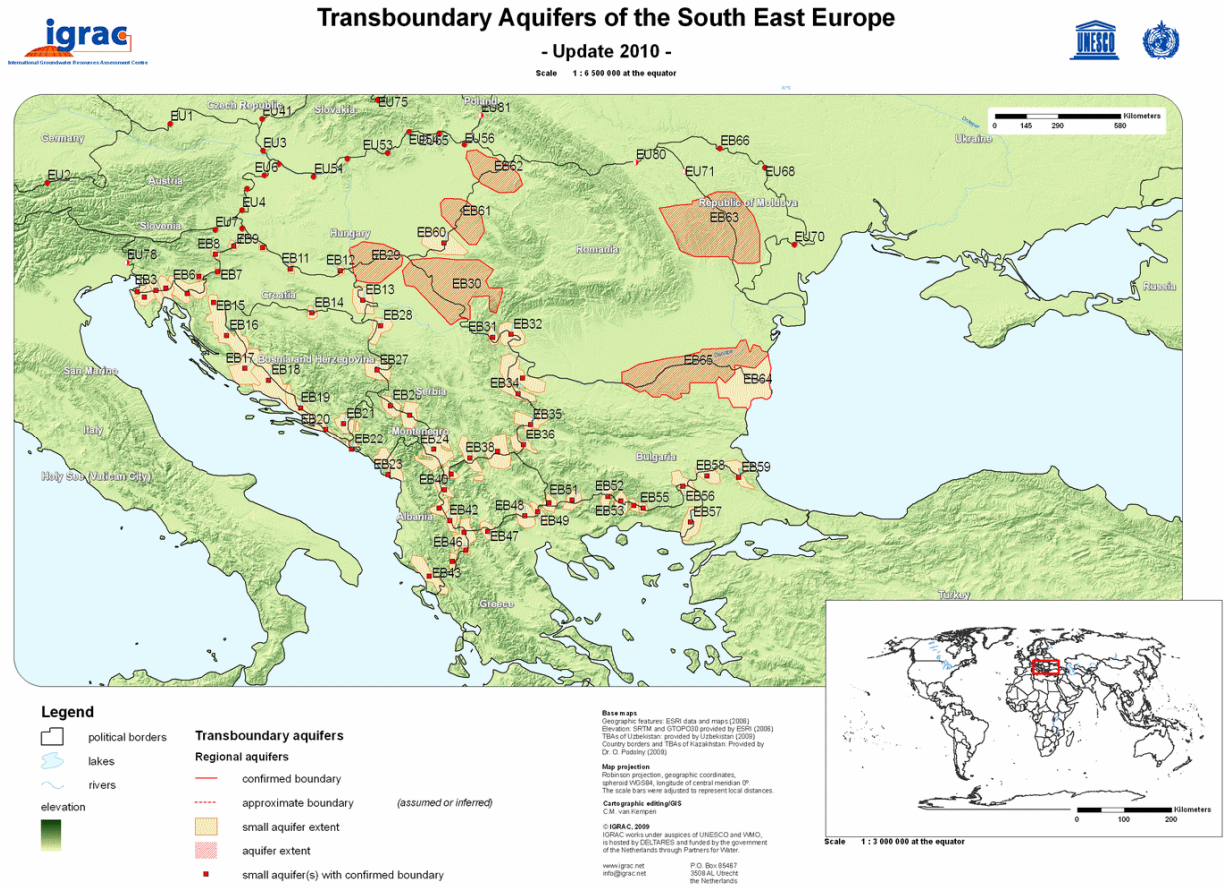 Transboundary Aquifers of the South East Europe
- Update 2010 -
Scale 1 : 6 500 000 at the equator
igrac
International Groundwater Resources Assessment Centre
UNESCO
Kilometers
0 145 290 580
Czech Republic
Slovakia
Poland
Ukraine
Germany
Austria
Slovenia
Hungary
Croatia
Romania
Republic of Moldova
Russia
Bosnia and Herzegovina
San Marino
Serbia
Italy
Montenegro
Holy See (Vatican City)
Bulgaria
Albania
Greece
Turkey
Dnieper
Danube
EU1
EU41
EU75
EU81
EU3
EU53
EU55
EU56
EU80
EB66
EU2
EU6
EU51
EB62
EU71
EU68
EU4
EB61
EB63
EU7
EB60
EU70
EU78
EB8
EB9
EB11
EB12
EB29
EB3
EB6
EB7
EB30
EB13
EB15
EB14
EB28
EB16
EB31
EB32
EB17
EB18
EB27
EB65
EB64
EB34
EB19
EB20
EB21
EB35
EB22
EB24
EB36
EB38
EB23
EB40
EB58
EB59
EB51
EB52
EB55
EB56
EB42
EB48
EB49
EB53
EB57
EB46
EB47
EB43
Legend
political borders
lakes
rivers
elevation
Transboundary aquifers
Regional aquifers
confirmed boundary
approximate boundary (assumed or inferred)
small aquifer extent
aquifer extent
small aquifer(s) with confirmed boundary
Base maps
Geographic features: ESRI data and maps (2008)
Elevation: SRTM and GTOPO30 provided by ESRI (2008)
TBAs of Uzbekistan: provided by Uzbekistan (2009)
Country borders and TBAs of Kazakhstan: Provided by
Dr. O. Podolny (2009)
Map projection
Robinson projection, geographic coordinates,
spheroid WGS84, longitude of central meridian 0º
The scale bars were adjusted to represent local distances.
Cartographic editing/GIS
C.M. van Kempen
© IGRAC, 2009
IGRAC works under auspices of UNESCO and WMO,
is hosted by DELTARES and funded by the government
of the Netherlands through Partners for Water.
www.igrac.net P.O. Box 85467
info@igrac.net 3508 AL Utrecht
the Netherlands
Kilometers
0 100 200
Scale 1 : 3 000 000 at the equator